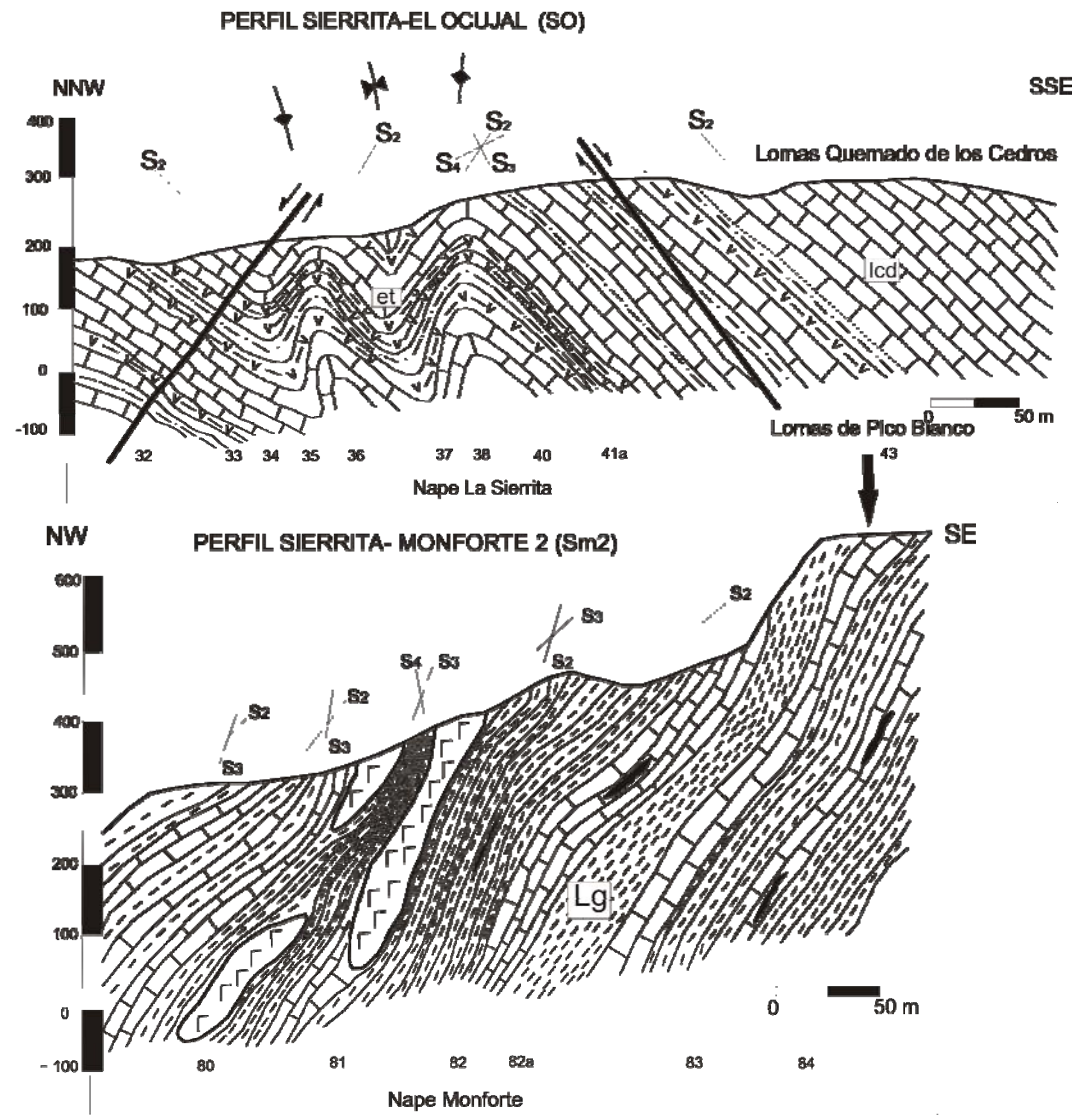 PERFIL SIERRITA-EL OCUJAL (SO)
NNW
SSE
400
300
200
100
0
-100
S2
S2
S2
S4
S3
S2
Lomas Quemado de los Cedros
et
lcd
0
50 m
Lomas de Pico Blanco
32
33
34
35
36
37
38
40
41a
43
Nape La Sierrita
NW
PERFIL SIERRITA- MONFORTE 2 (Sm2)
SE
600
500
400
300
200
100
0
- 100
S2
S3
S2
S3
S4
S3
S3
S2
S2
Lg
0
50 m
80
81
82
82a
83
84
Nape Monforte